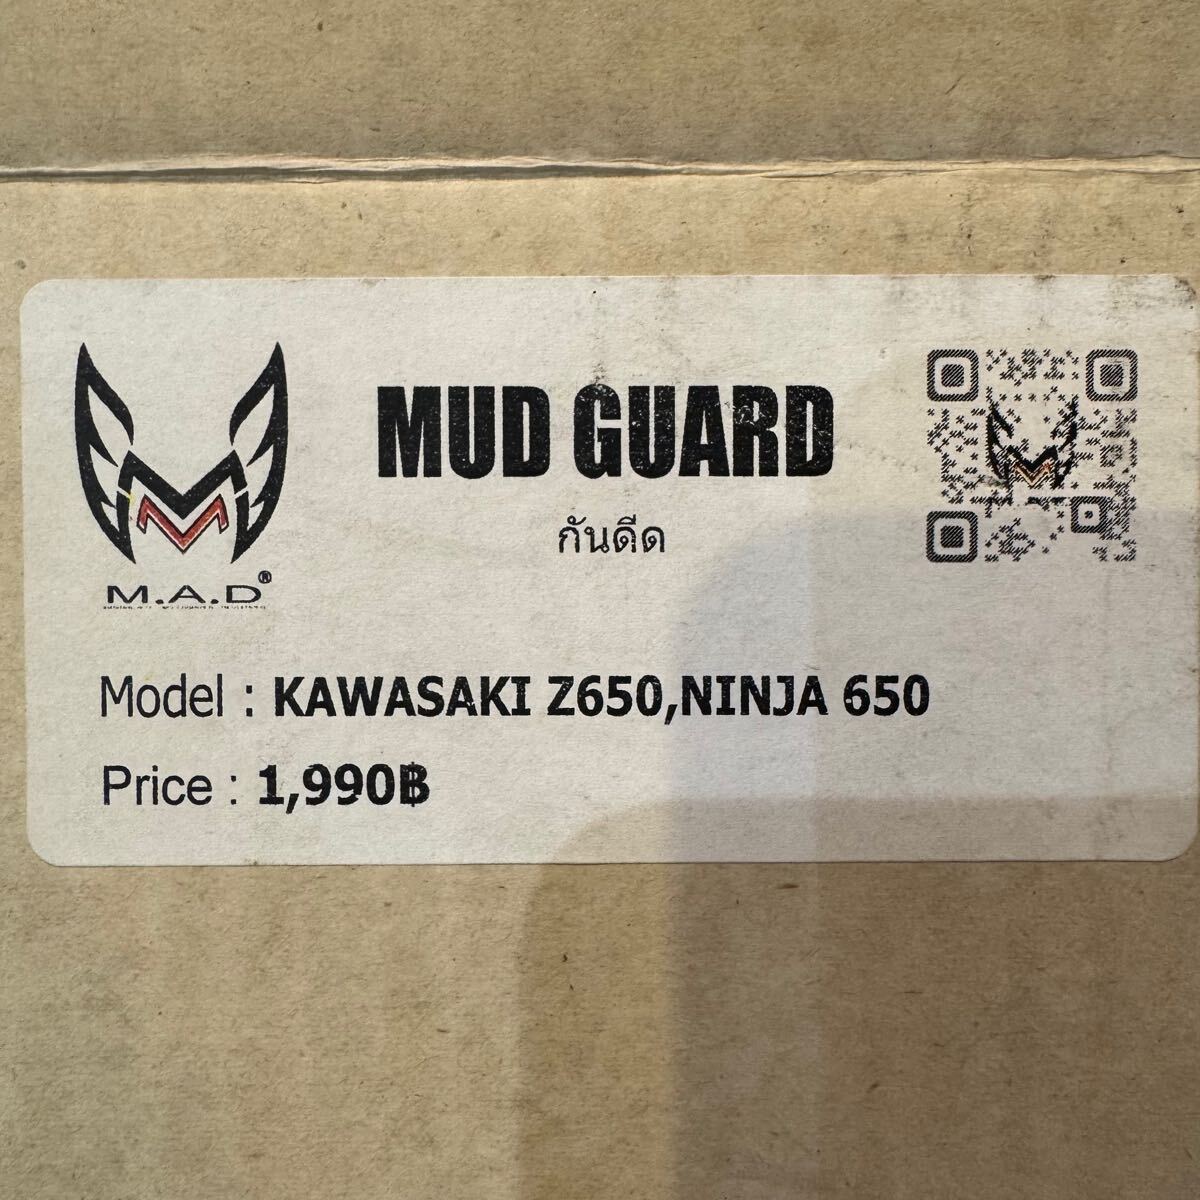 MUD GUARD
กันดีด
M.A.D®
Model : KAWASAKI Z650,NINJA 650
Price : 1,990฿